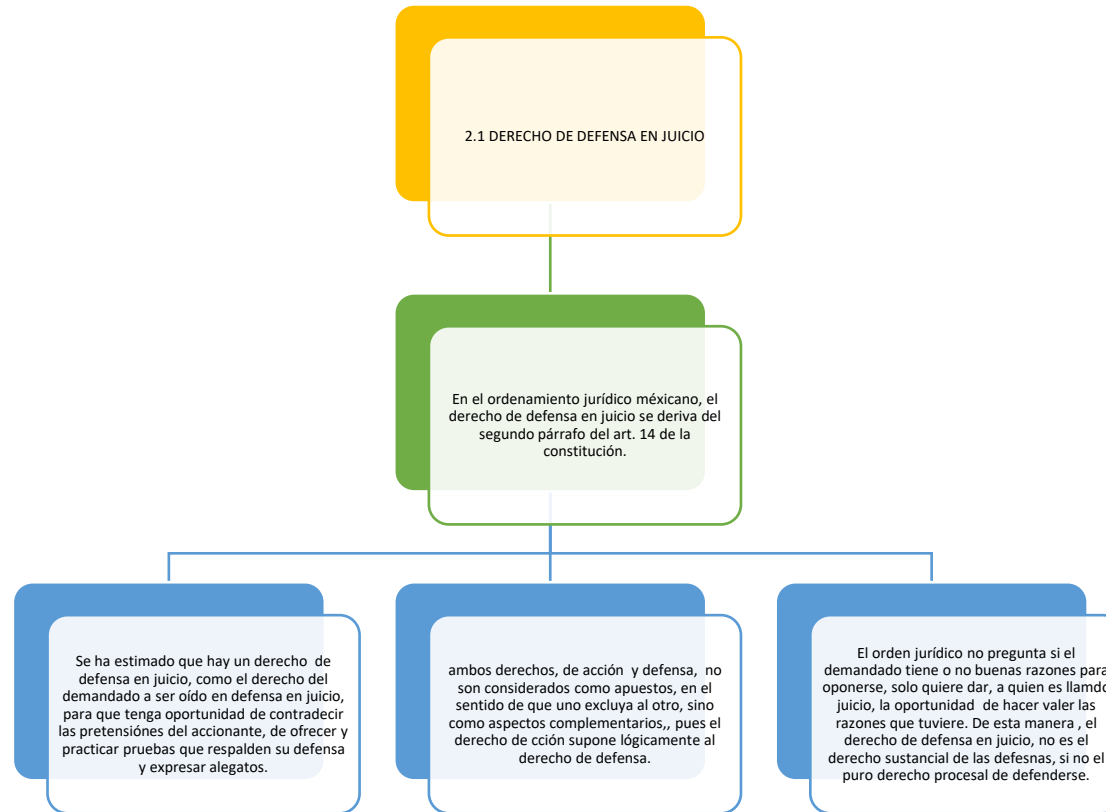 2.1 DERECHO DE DEFENSA EN JUICIO
En el ordenamiento jurídico méxicano, el
derecho de defensa en juicio se deriva del
segundo párrafo del art. 14 de la
constitución.
Se ha estimado que hay un derecho de
defensa en juicio, como el derecho del
demandado a ser oído en defensa en juicio,
para que tenga oportunidad de contradecir
las pretensiónes del accionante, de ofrecer y
practicar pruebas que respalden su defensa
y expresar alegatos.
ambos derechos, de acción y defensa, no
son considerados como apuestos, en el
sentido de que uno excluya al otro, sino
como aspectos complementarios,, pues el
derecho de cción supone lógicamente al
derecho de defensa.
El orden jurídico no pregunta si el
demandado tiene o no buenas razones para
oponerse, solo quiere dar, a quien es llamdo
juicio, la oportunidad de hacer valer las
razones que tuviere. De esta manera , el
derecho de defensa en juicio, no es el
derecho sustancial de las defesnas, si no el
puro derecho procesal de defenderse.